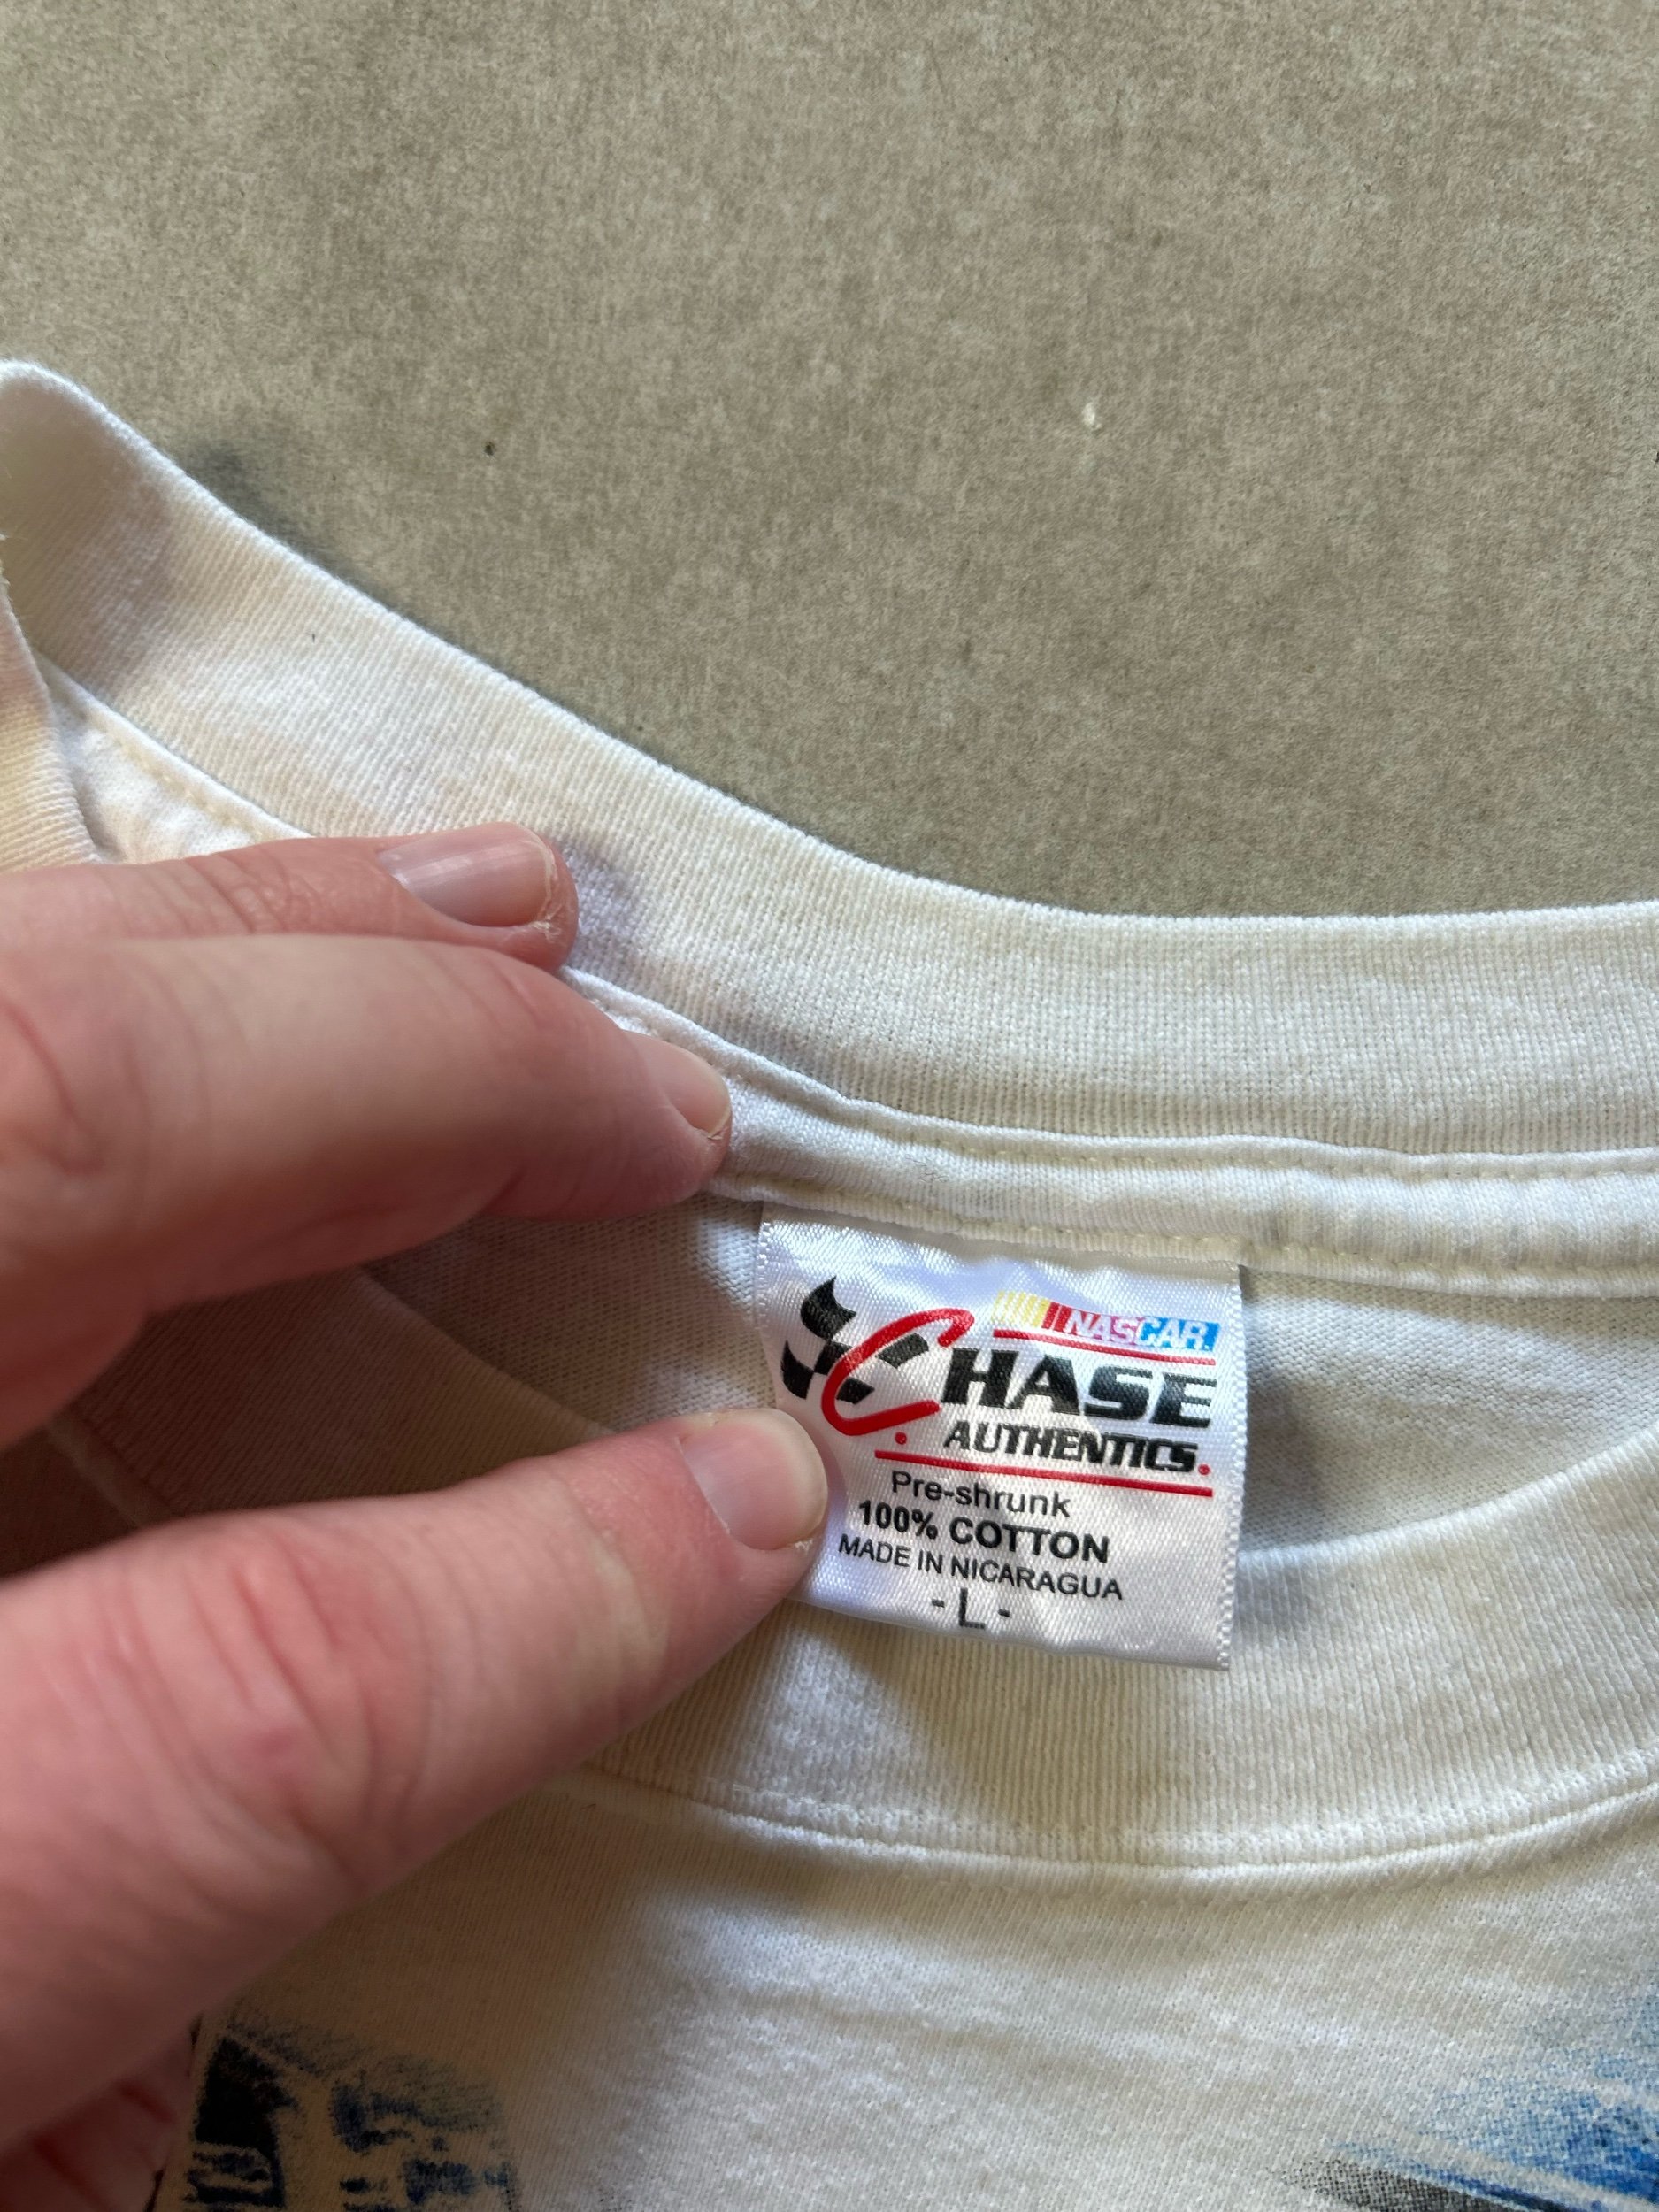 NASCAR.
CHASE
AUTHENTICS.
Pre-shrunk
100% COTTON
MADE IN NICARAGUA
- L -